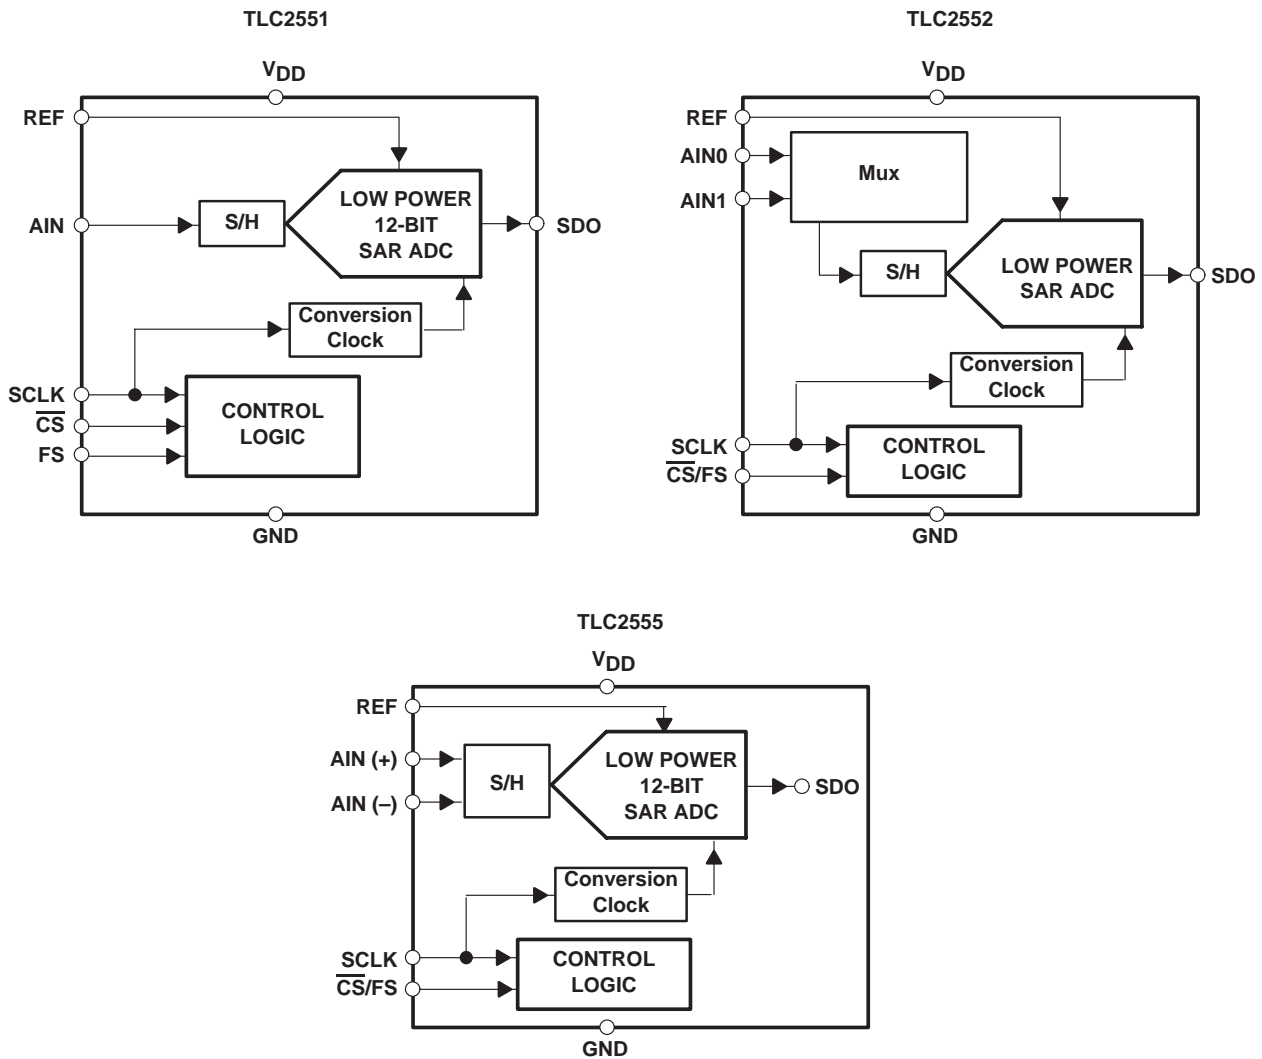 TLC2551
VDD
REF
LOW POWER
12-BIT
SAR ADC
AIN
S/H
SDO
Conversion
Clock
SCLK
CS
FS
CONTROL
LOGIC
GND
TLC2552
VDD
REF
AIN0
AIN1
Mux
S/H
LOW POWER
SAR ADC
SDO
Conversion
Clock
SCLK
CS/FS
CONTROL
LOGIC
GND
TLC2555
VDD
REF
AIN (+)
AIN (–)
S/H
LOW POWER
12-BIT
SAR ADC
SDO
Conversion
Clock
SCLK
CS/FS
CONTROL
LOGIC
GND